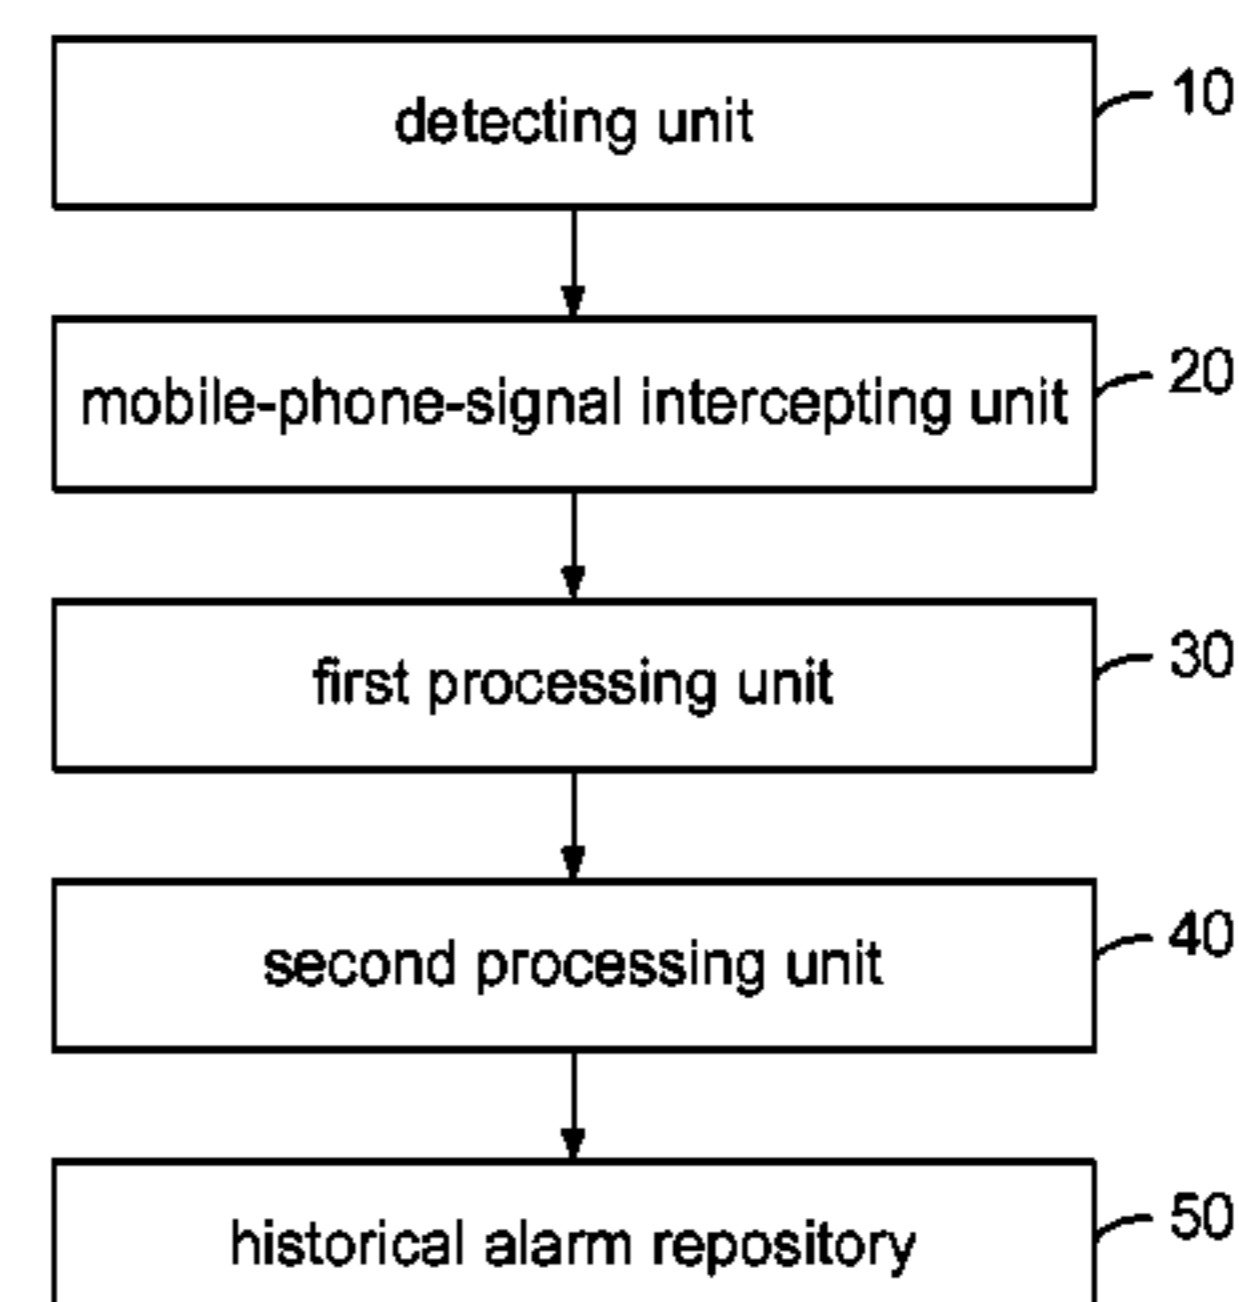 detecting unit
10
mobile-phone-signal intercepting unit
20
first processing unit
30
second processing unit
40
historical alarm repository
50